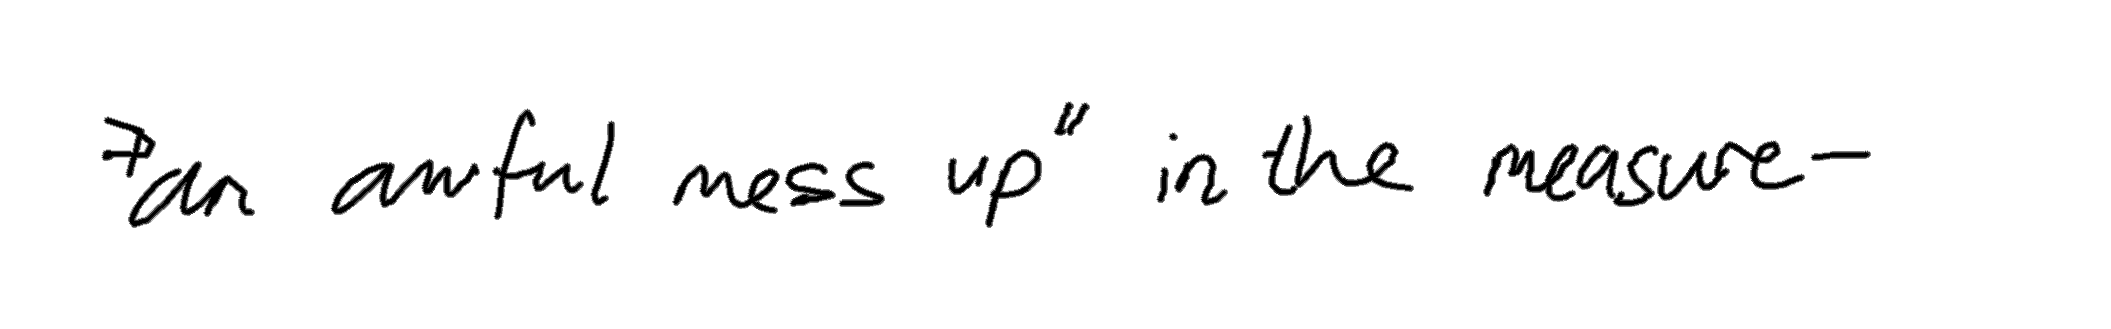 "an awful mess up" in the measure-